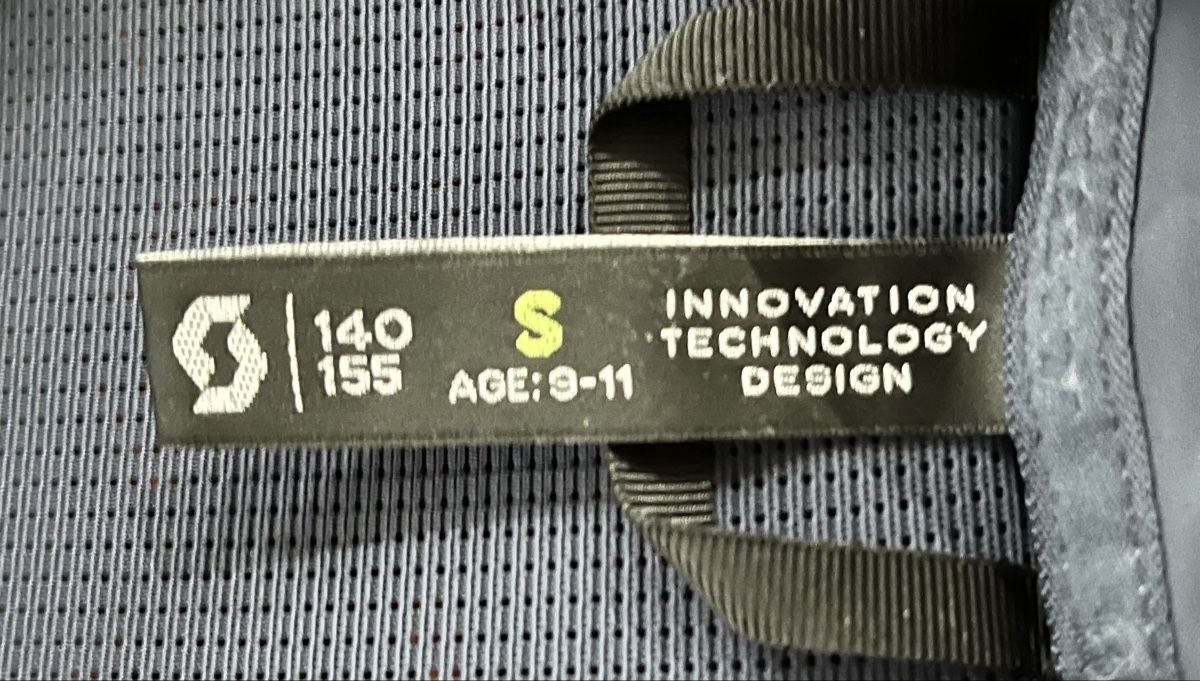 140
155
S
AGE: 9-11
INNOVATION
TECHNOLOGY
DESIGN